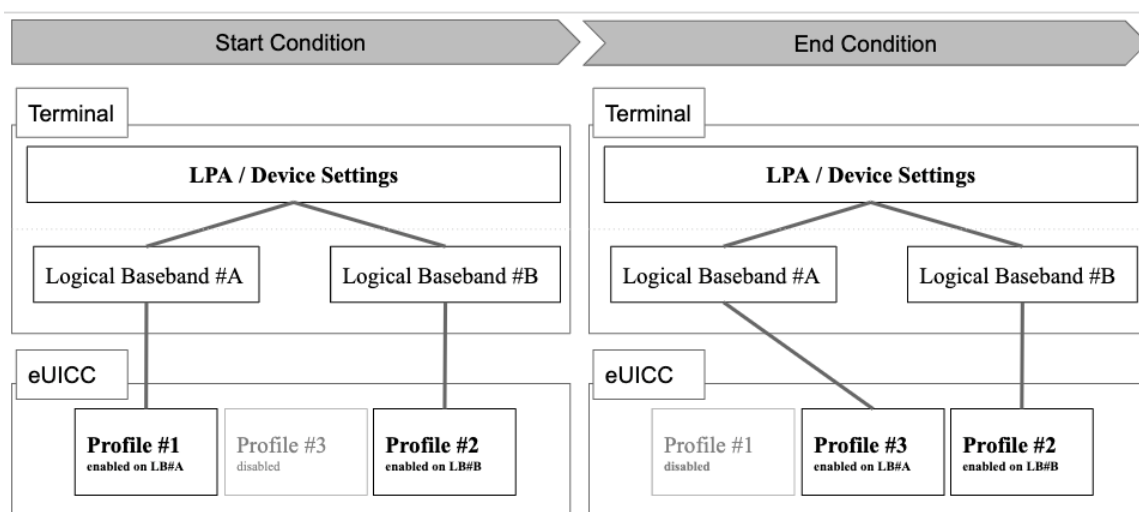 Start Condition
End Condition
Terminal
LPA / Device Settings
Logical Baseband #A
Logical Baseband #B
eUICC
Profile #1
enabled on LB#A
Profile #3
disabled
Profile #2
enabled on LB#B
Terminal
LPA / Device Settings
Logical Baseband #A
Logical Baseband #B
eUICC
Profile #1
disabled
Profile #3
enabled on LB#A
Profile #2
enabled on LB#B